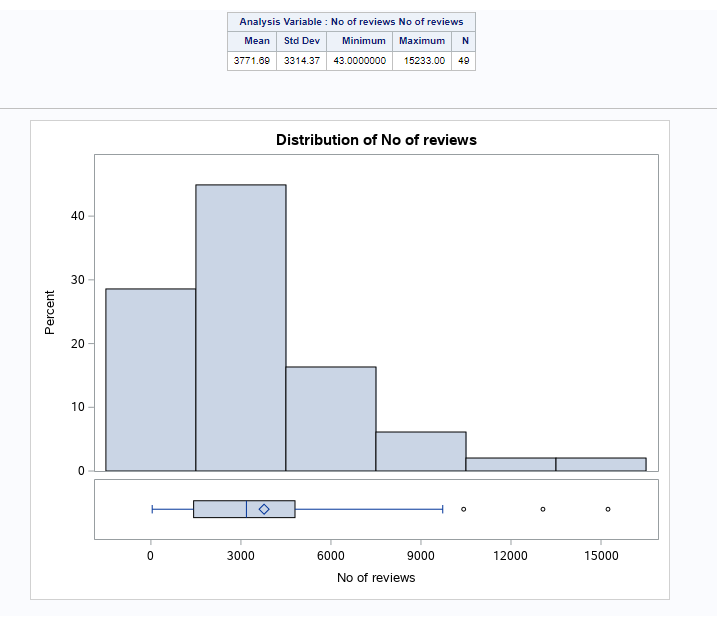 Analysis Variable : No of reviews No of reviews
Mean Std Dev Minimum Maximum N
3771.69 3314.37 43.0000000 15233.00 49
Distribution of No of reviews
40
30
20
10
0
Percent
0 3000 6000 9000 12000 15000
No of reviews